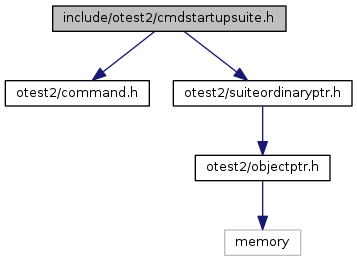 include/otest2/cmdstartupsuite.h
otest2/command.h
otest2/suiteordinaryptr.h
otest2/objectptr.h
memory